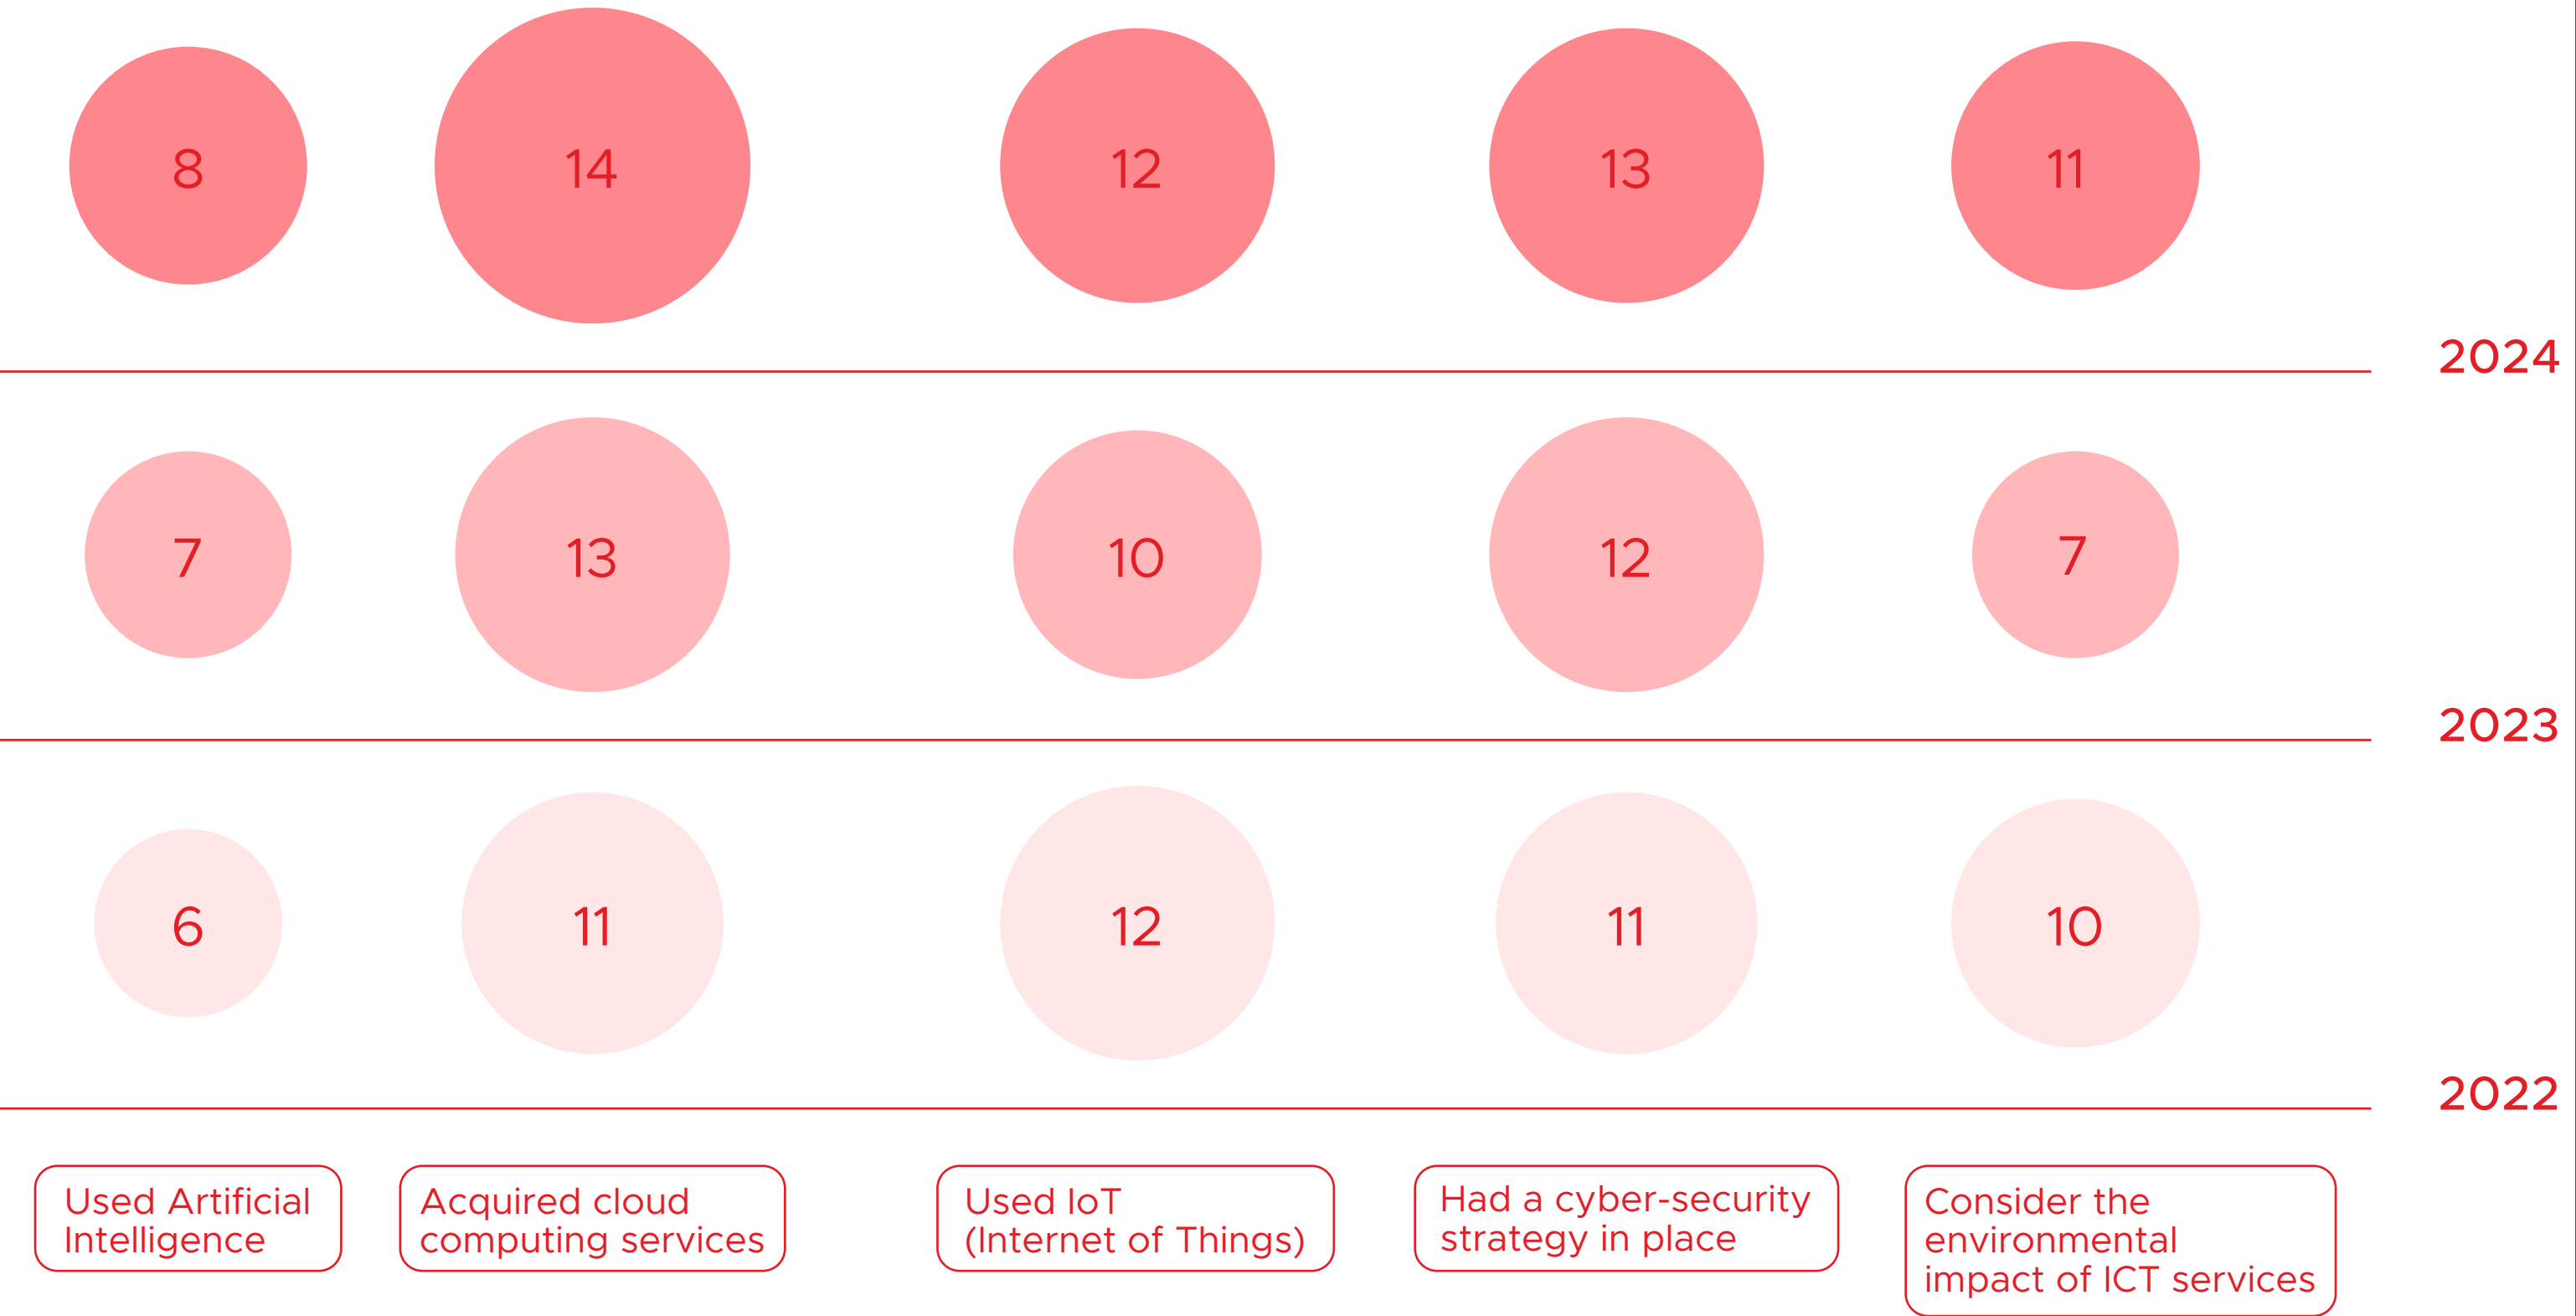 8
14
12
13
11
2024
7
13
10
12
7
2023
6
11
12
11
10
2022
Used Artificial
Intelligence
Acquired cloud
computing services
Used IoT
(Internet of Things)
Had a cyber-security
strategy in place
Consider the
environmental
impact of ICT services